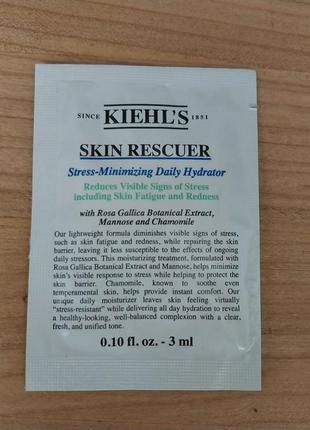 SINCE KIEHL'S 1851
SKIN RESCUER
Stress-Minimizing Daily Hydrator
Reduces Visible Signs of Stress
including Skin Fatigue and Redness
with Rosa Gallica Botanical Extract,
Mannose and Chamomile
Our lightweight formula diminishes visible signs of stress,
such as skin fatigue and redness, while repairing the skin
barrier, leaving it less susceptible to the effects of ongoing
daily stressors. This moisturizing treatment, formulated with
Rosa Gallica Botanical Extract and Mannose, helps minimize
skin's visible response to stress while helping to protect the
skin barrier. Chamomile, known to soothe even
temperamental skin, helps provide instant comfort. Our
unique daily moisturizer leaves skin feeling virtually
"stress-resistant" while delivering all day hydration to reveal
a healthy-looking, well-balanced complexion with a clear,
fresh, and unified tone.
0.10 fl. oz. - 3 ml